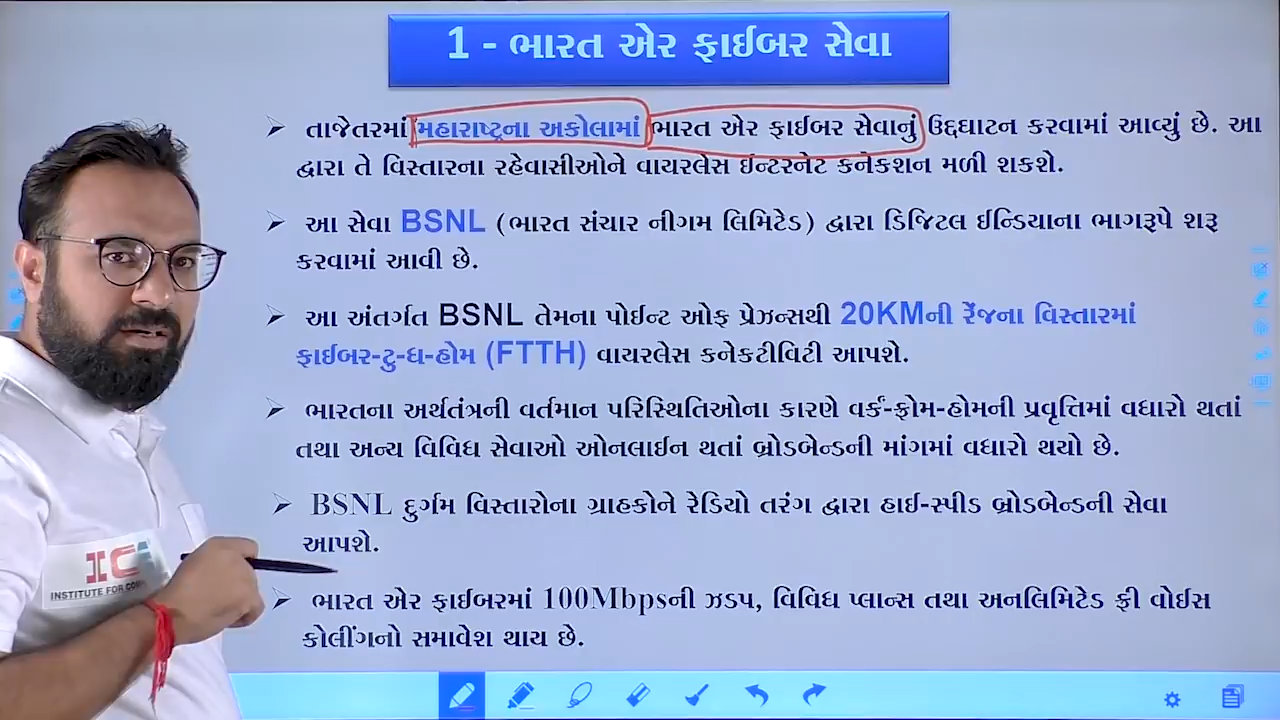 1 - ભારત એર ફાઈબર સેવા
➢ તાજેતરમાં મહારાષ્ટ્રના અકોલામાં ભારત એર ફાઈબર સેવાનું ઉદ્દઘાટન કરવામાં આવ્યું છે. આ
દ્વારા તે વિસ્તારના રહેવાસીઓને વાયરલેસ ઈન્ટરનેટ કનેકશન મળી શકશે.
➢ આ સેવા BSNL (ભારત સંચાર નીગમ લિમિટેડ) દ્વારા ડિજિટલ ઈન્ડિયાના ભાગરૂપે શરૂ
કરવામાં આવી છે.
➢ આ અંતર્ગત BSNL તેમના પોઈન્ટ ઓફ પ્રેઝન્સથી 20KMની રેંજના વિસ્તારમાં
ફાઈબર-ટુ-ધ-હોમ (FTTH) વાયરલેસ કનેકટીવિટી આપશે.
➢ ભારતના અર્થતંત્રની વર્તમાન પરિસ્થિતિઓના કારણે વર્ક-ફ્રોમ-હોમની પ્રવૃત્તિમાં વધારો થતાં
તથા અન્ય વિવિધ સેવાઓ ઓનલાઈન થતાં બ્રોડબેન્ડની માંગમાં વધારો થયો છે.
➢ BSNL દુર્ગમ વિસ્તારોના ગ્રાહકોને રેડિયો તરંગ દ્વારા હાઈ-સ્પીડ બ્રોડબેન્ડની સેવા
આપશે.
➢ ભારત એર ફાઈબરમાં 100Mbpsની ઝડપ, વિવિધ પ્લાન્સ તથા અનલિમિટેડ ફ્રી વોઈસ
કોલીંગનો સમાવેશ થાય છે.
INSTITUTE FOR